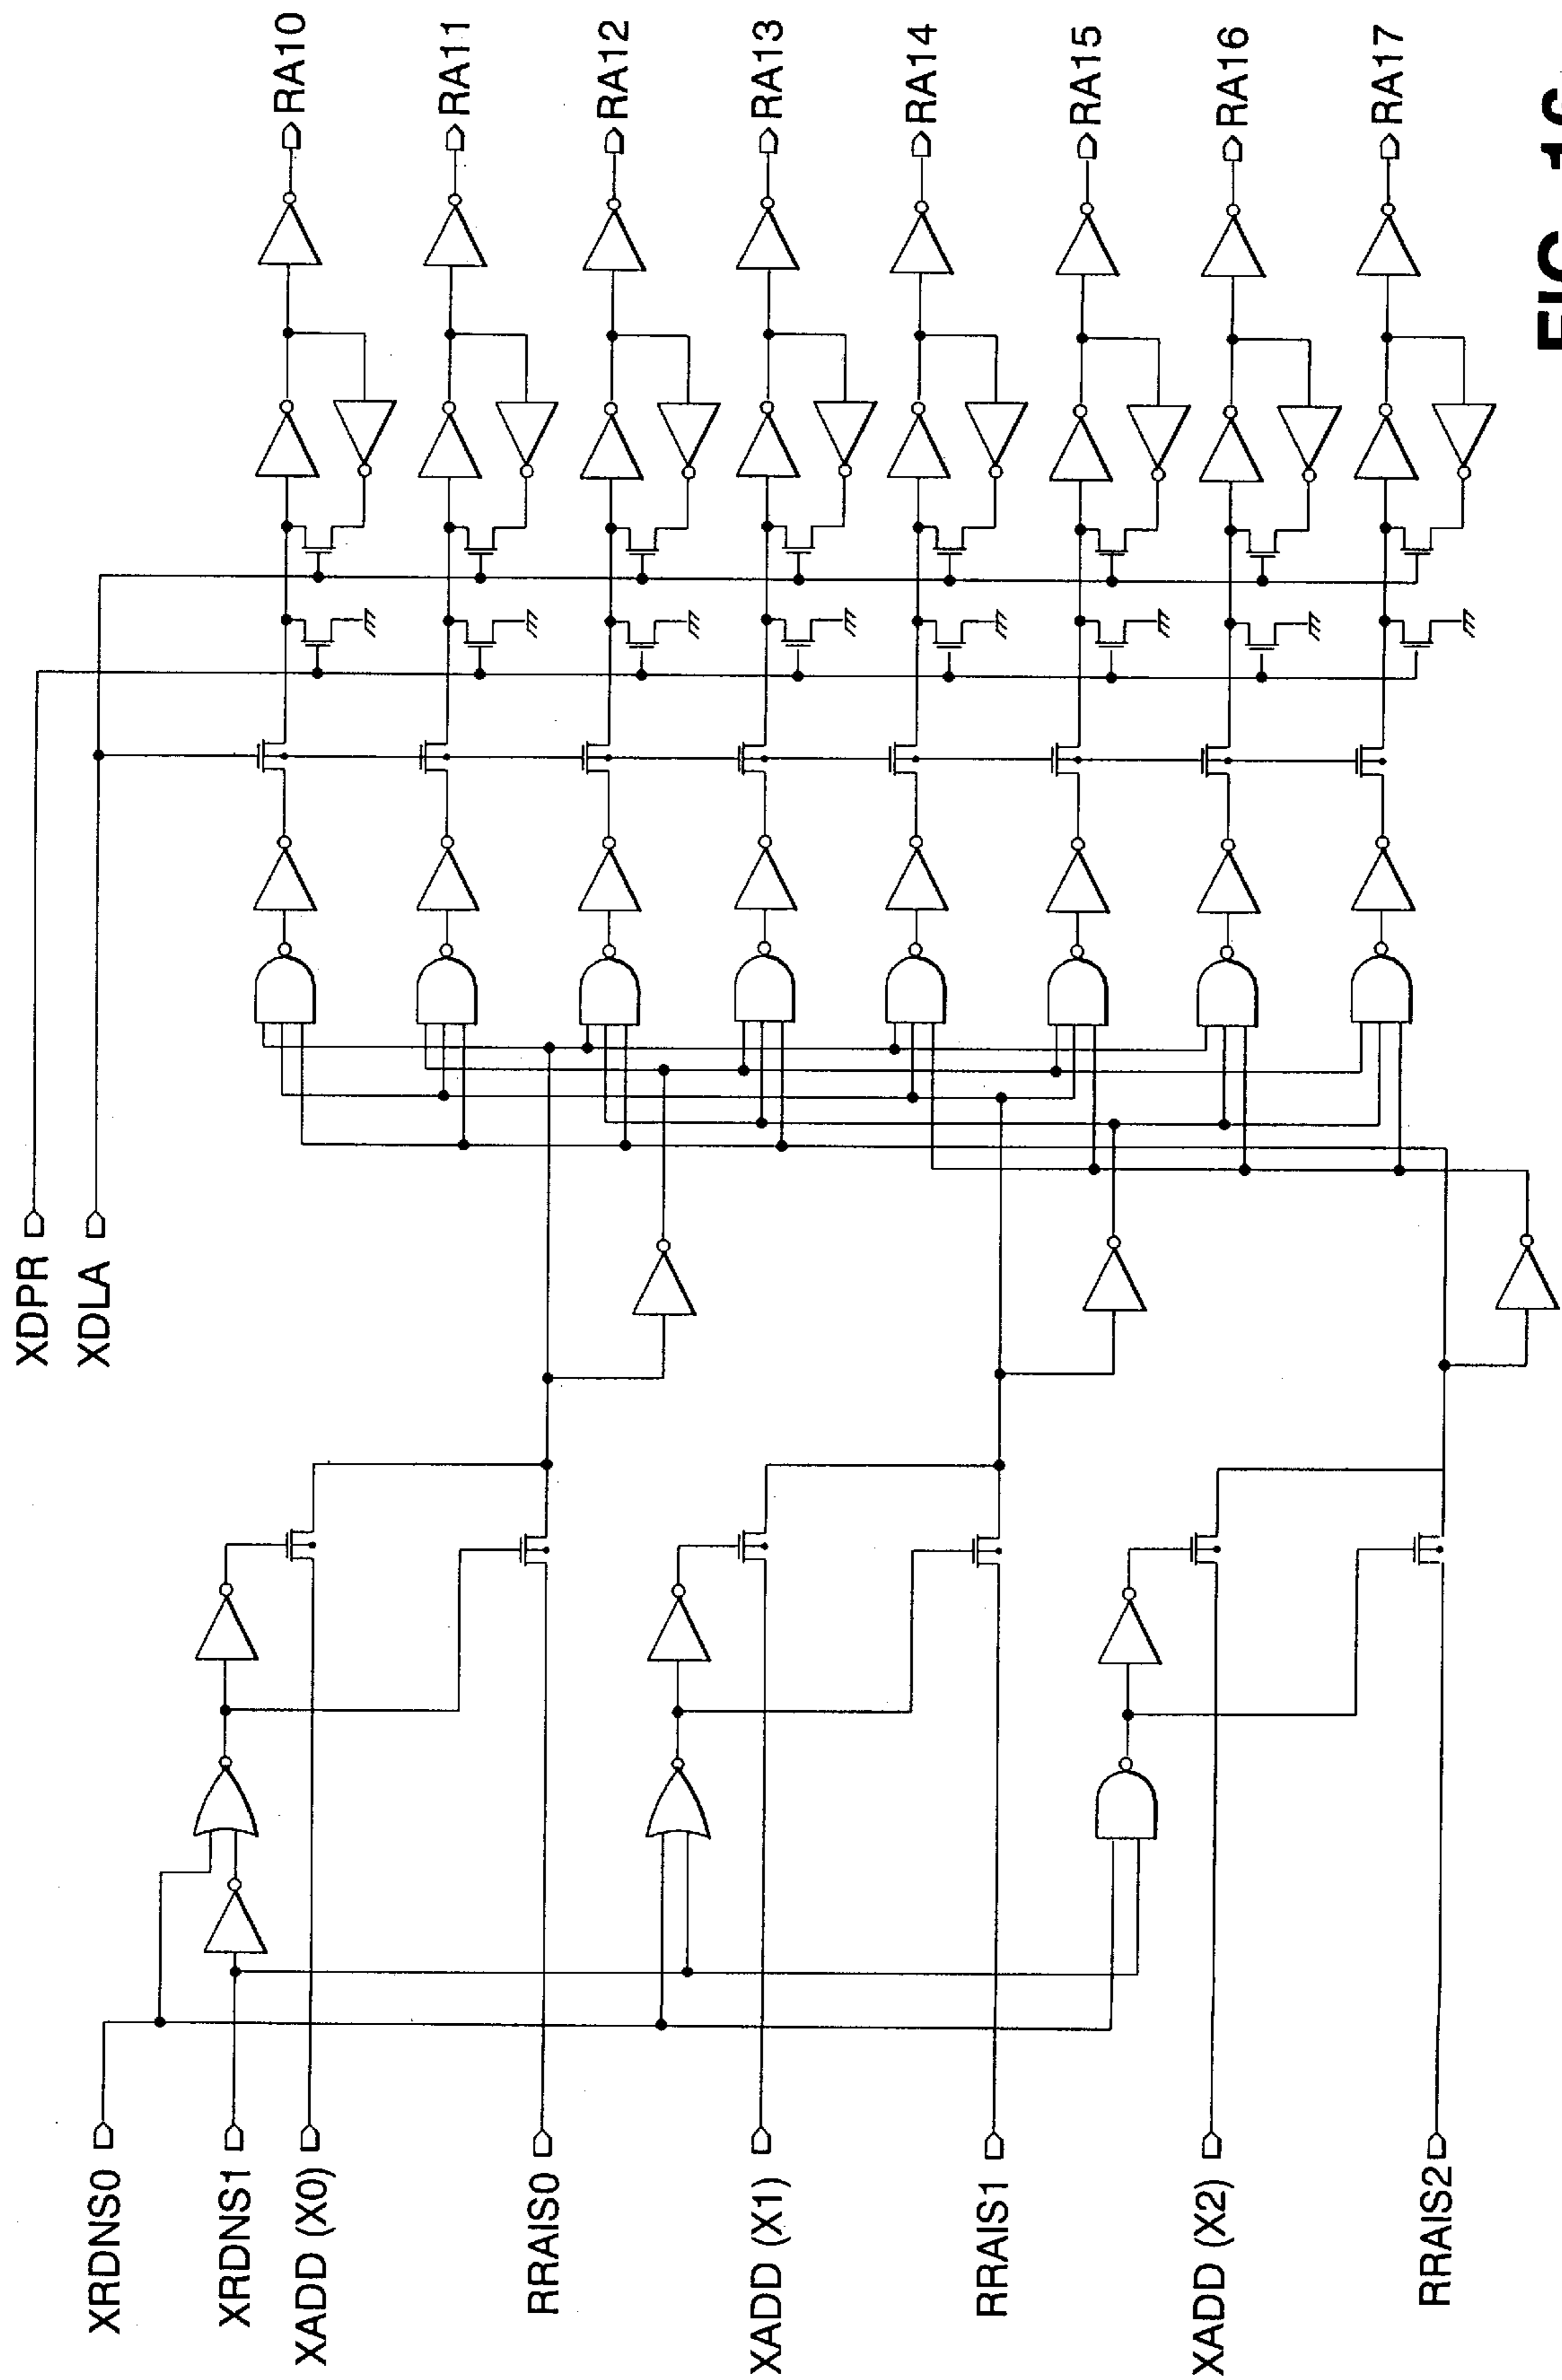 XDPR
XDLA
XRDNS0
XRDNS1
XADD (X0)
RRAIS0
XADD (X1)
RRAIS1
XADD (X2)
RRAIS2
RA10
RA11
RA12
RA13
RA14
RA15
RA16
RA17